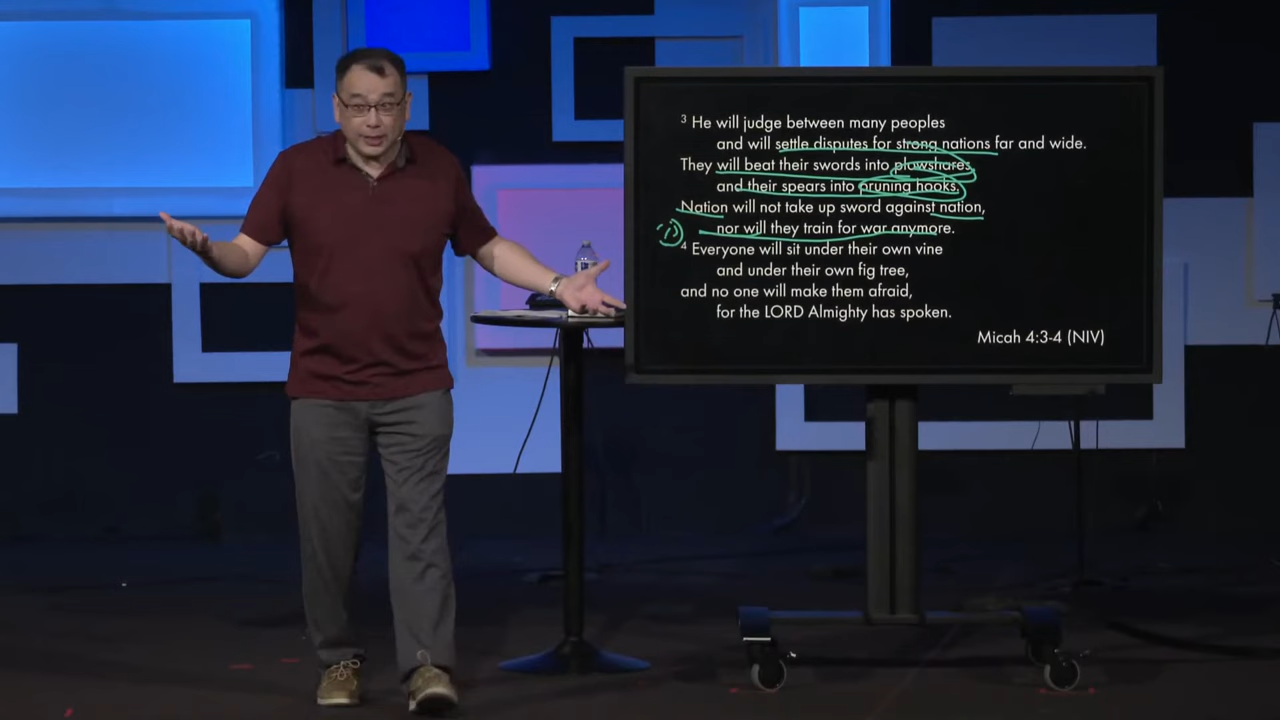 ³ He will judge between many peoples
and will settle disputes for strong nations far and wide.
They will beat their swords into plowshares
and their spears into pruning hooks.
Nation will not take up sword against nation,
nor will they train for war anymore.
⁴ Everyone will sit under their own vine
and under their own fig tree,
and no one will make them afraid,
for the LORD Almighty has spoken.
Micah 4:3-4 (NIV)